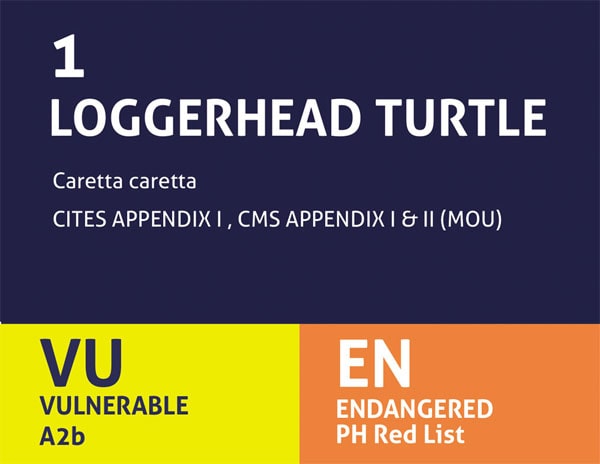 1
LOGGERHEAD TURTLE
Caretta caretta
CITES APPENDIX I , CMS APPENDIX I & II (MOU)
VU
VULNERABLE
A2b
EN
ENDANGERED
PH Red List